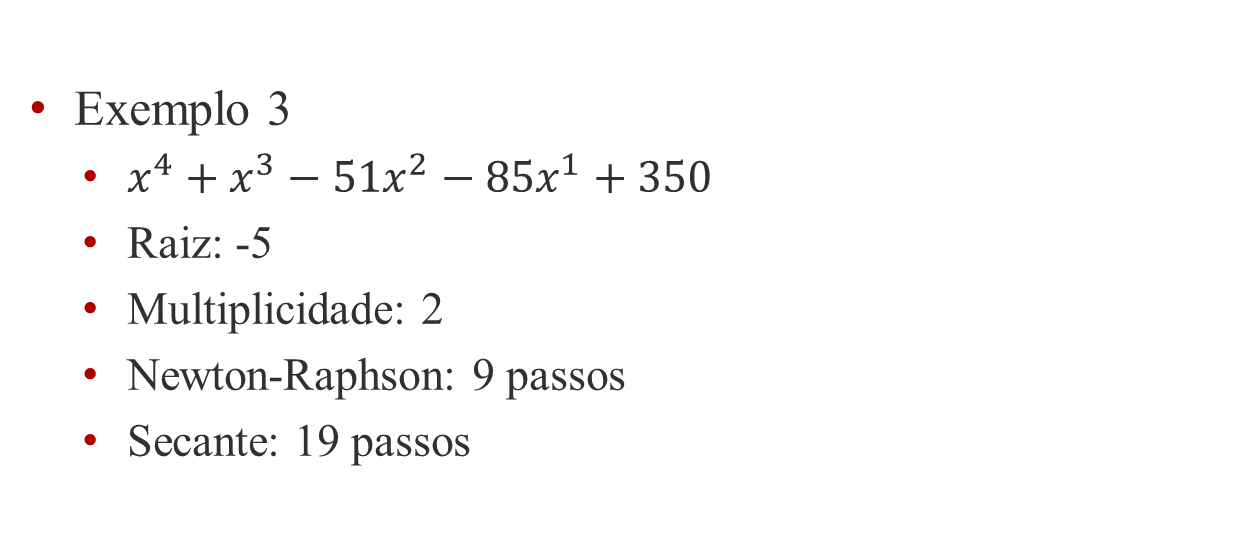 • Exemplo 3
• x⁴ + x³ − 51x² − 85x¹ + 350
• Raiz: -5
• Multiplicidade: 2
• Newton-Raphson: 9 passos
• Secante: 19 passos